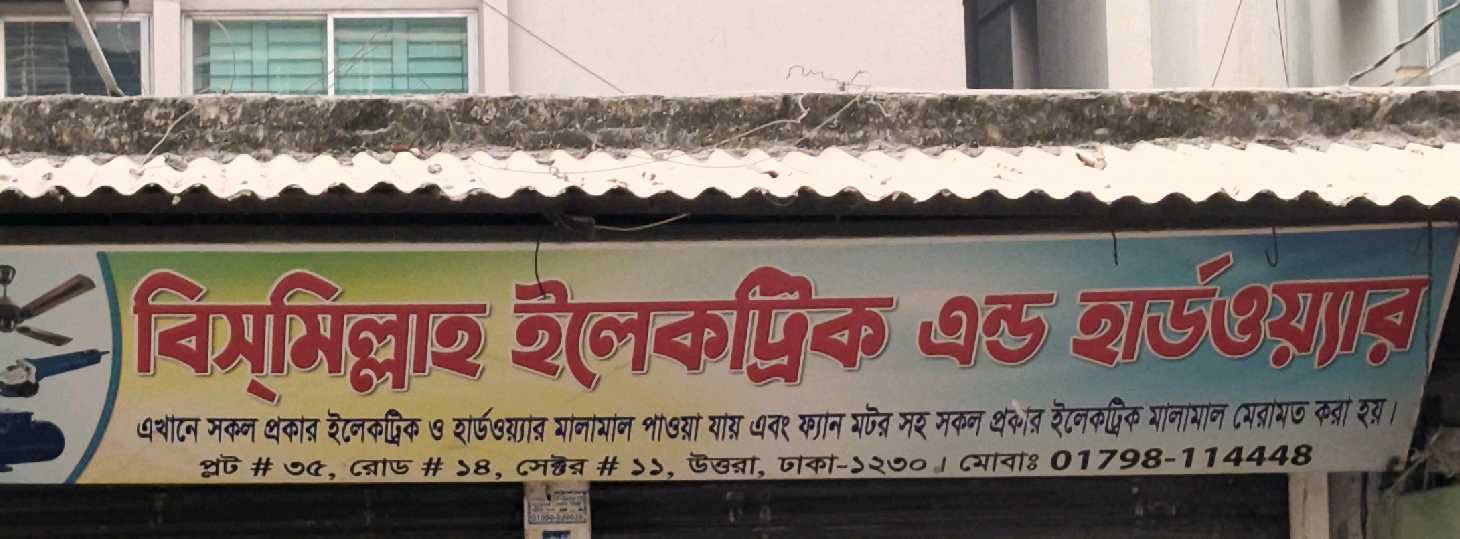 বিস্‌মিল্লাহ ইলেকট্রিক এন্ড হার্ডওয়্যার
এখানে সকল প্রকার ইলেকট্রিক ও হার্ডওয়্যার মালামাল পাওয়া যায় এবং ফ্যান মটর সহ সকল প্রকার ইলেকট্রিক মালামাল মেরামত করা হয়।
প্লট # ৩৫, রোড # ১৪, সেক্টর # ১১, উত্তরা, ঢাকা-১২৩০। মোবাঃ 01798-114448